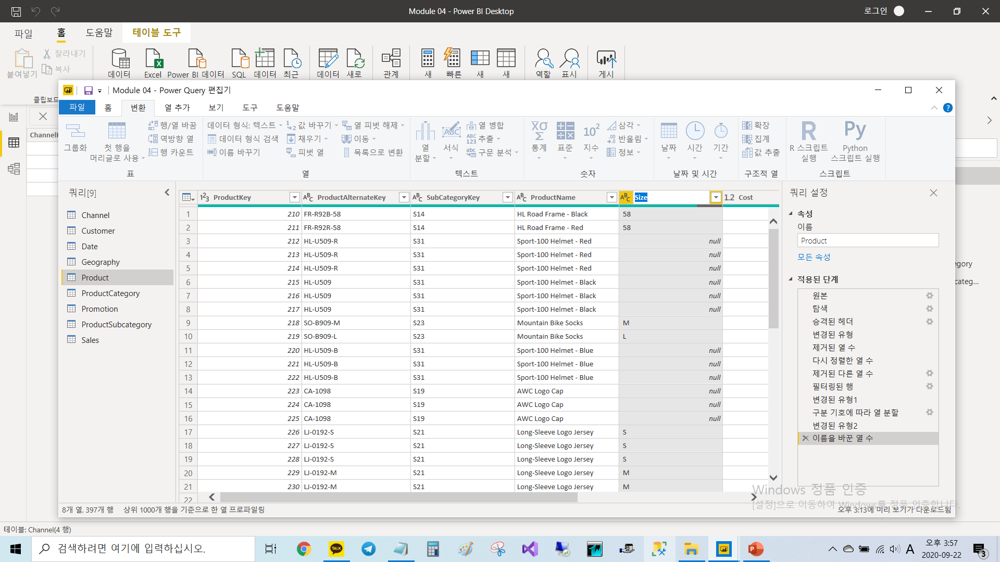 Module 04 - Power BI Desktop
로그인
파일 홈 도움말 테이블 도구
붙여넣기
잘라내기
복사
데이터 Excel Power BI 데이터 SQL 데이터 최근 데이터 새로 관계 새 빠른 새 새 역할 표시 게시
클립보드
Module 04 - Power Query 편집기
파일 홈 변환 열 추가 보기 도구 도움말
그룹화
첫 행을
머리글로 사용
행/열 바꿈
역방향 열
행 카운트
표
데이터 형식: 텍스트
데이터 형식 검색
이름 바꾸기
값 바꾸기
채우기
피벗 열
열 피벗 해제
이동
목록으로 변환
열
열
분할
서식
열 병합
추출
구문 분석
텍스트
통계
표준
지수
삼각
반올림
정보
숫자
날짜
시간
기간
날짜 및 시간
확장
집계
값 추출
구조적 열
R 스크립트
실행
Python
스크립트 실행
스크립트
쿼리[9]
Channel
Customer
Date
Geography
Product
ProductCategory
Promotion
ProductSubcategory
Sales
ProductKey ProductAlternateKey SubCategoryKey ProductName Size 1.2 Cost
1 210 FR-R92B-58 S14 HL Road Frame - Black 58
2 211 FR-R92R-58 S14 HL Road Frame - Red 58
3 212 HL-U509-R S31 Sport-100 Helmet - Red null
4 213 HL-U509-R S31 Sport-100 Helmet - Red null
5 214 HL-U509-R S31 Sport-100 Helmet - Red null
6 215 HL-U509 S31 Sport-100 Helmet - Black null
7 216 HL-U509 S31 Sport-100 Helmet - Black null
8 217 HL-U509 S31 Sport-100 Helmet - Black null
9 218 SO-B909-M S23 Mountain Bike Socks M
10 219 SO-B909-L S23 Mountain Bike Socks L
11 220 HL-U509-B S31 Sport-100 Helmet - Blue null
12 221 HL-U509-B S31 Sport-100 Helmet - Blue null
13 222 HL-U509-B S31 Sport-100 Helmet - Blue null
14 223 CA-1098 S19 AWC Logo Cap null
15 224 CA-1098 S19 AWC Logo Cap null
16 225 CA-1098 S19 AWC Logo Cap null
17 226 LJ-0192-S S21 Long-Sleeve Logo Jersey S
18 227 LJ-0192-S S21 Long-Sleeve Logo Jersey S
19 228 LJ-0192-S S21 Long-Sleeve Logo Jersey S
20 229 LJ-0192-M S21 Long-Sleeve Logo Jersey M
21 230 LJ-0192-M S21 Long-Sleeve Logo Jersey M
22
쿼리 설정
속성
이름
Product
모든 속성
적용된 단계
원본
탐색
승격된 헤더
변경된 유형
제거된 열 수
다시 정렬한 열 수
제거된 다른 열 수
필터링된 행
변경된 유형1
구분 기호에 따라 열 분할
변경된 유형2
이름을 바꾼 열 수
Windows 정품 인증
[설정]으로 이동하여 Windows를 정품 인증합니다.
8개 열, 397개 행 상위 1000개 행을 기준으로 한 열 프로파일링
오후 3:13에 미리 보기가 다운로드됨
테이블: Channel(4 행)
검색하려면 여기에 입력하십시오.
TALK
A
오후 3:57
2020-09-22
3